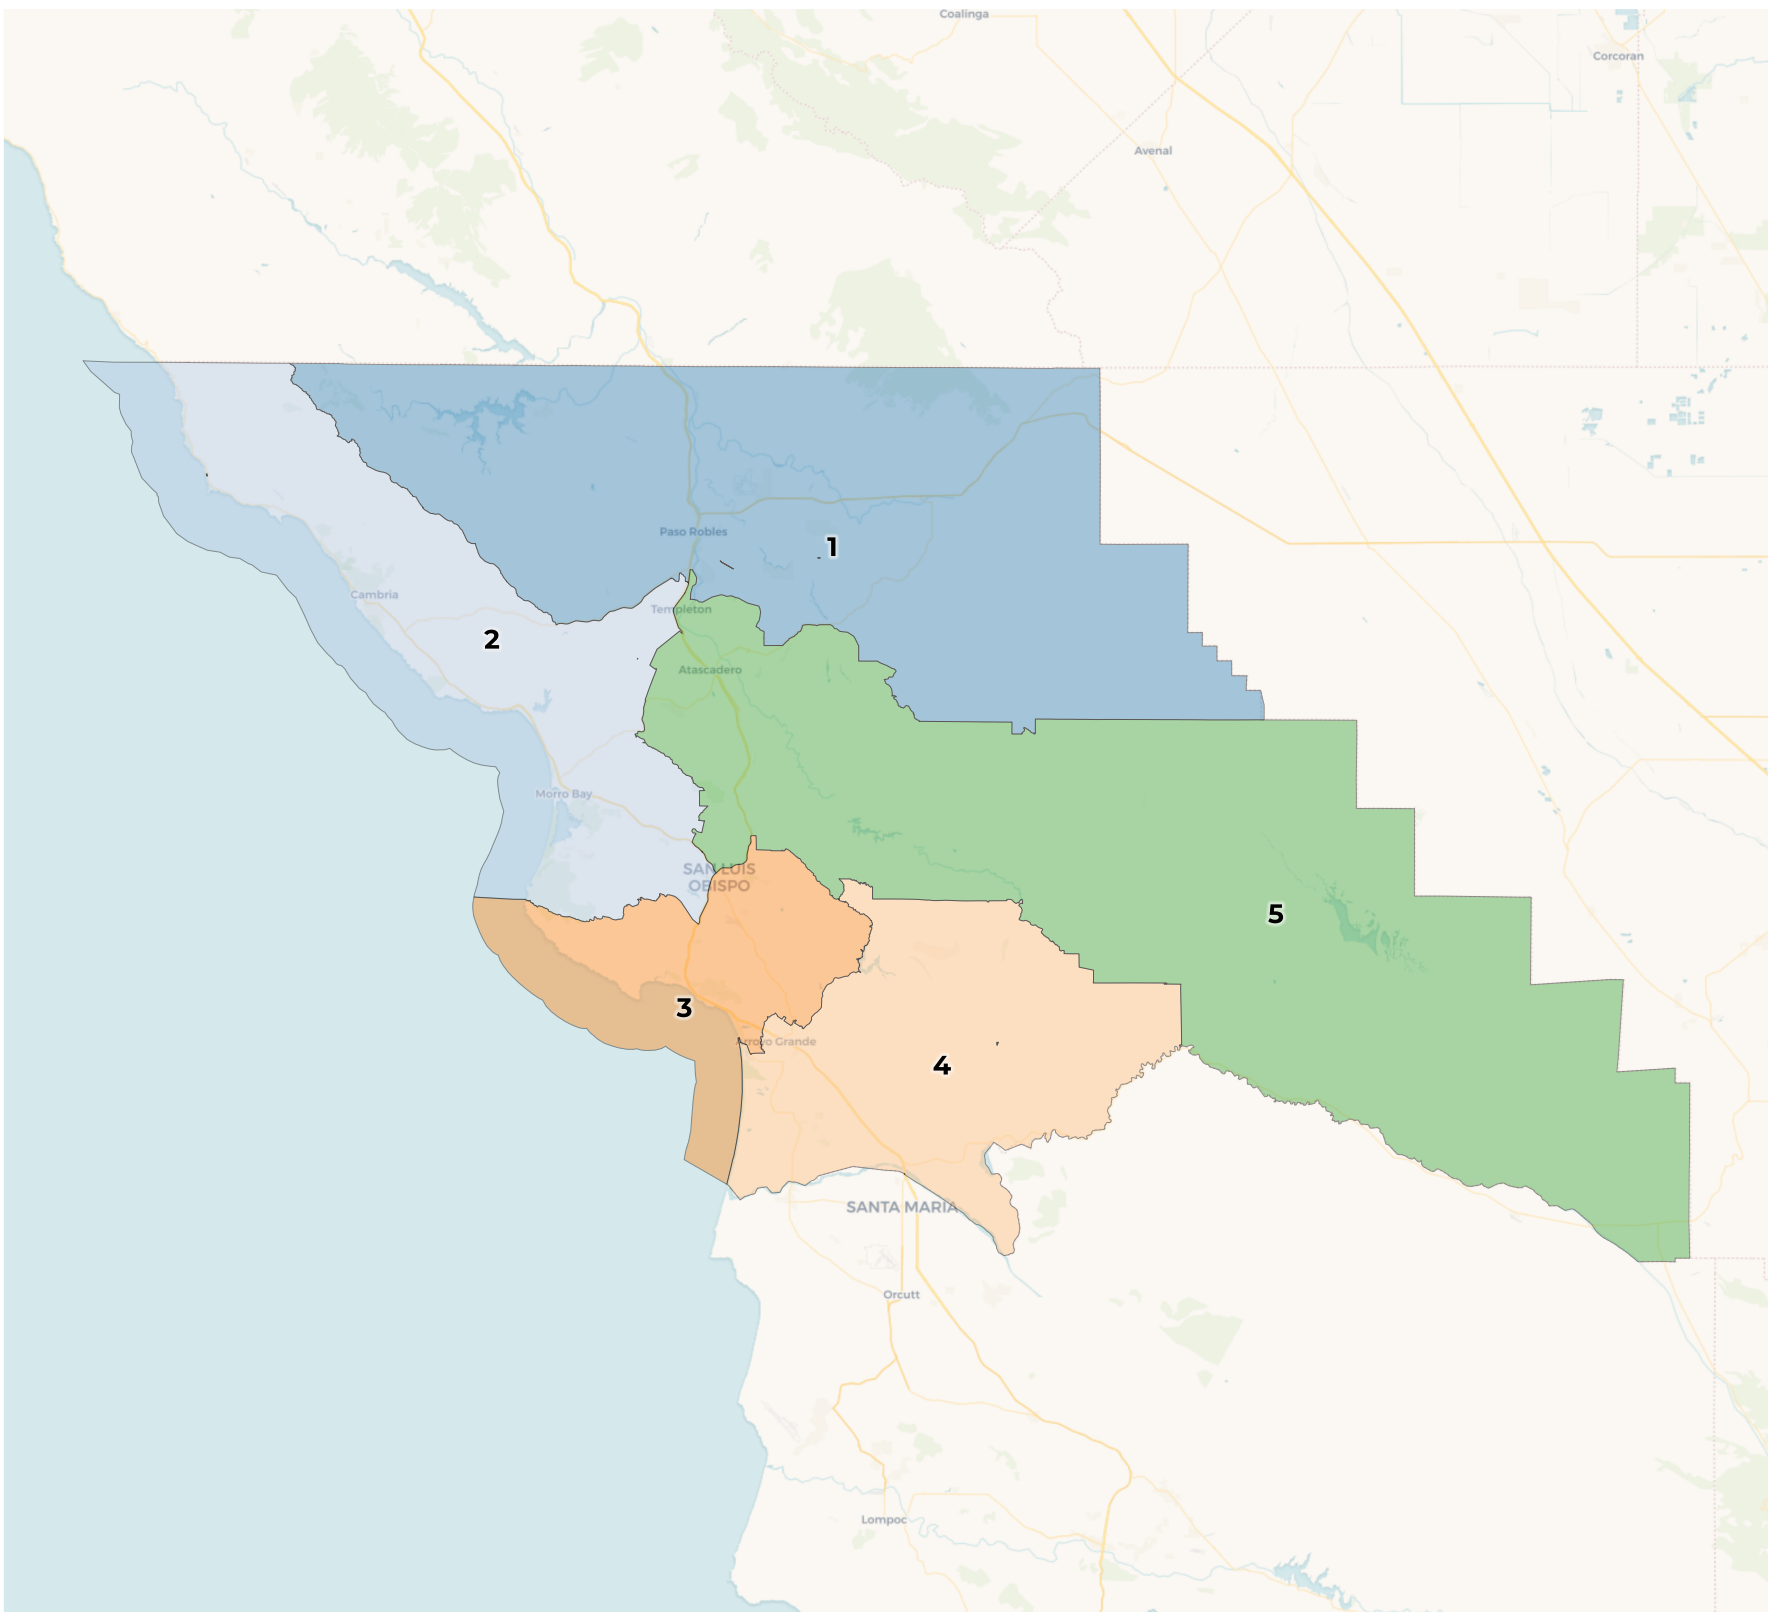 Coalinga
Corcoran
Avenal
Paso Robles
1
Cambria
Templeton
2
Atascadero
Morro Bay
SAN LUIS
OBISPO
5
3
Arroyo Grande
4
SANTA MARIA
Orcutt
Lompoc